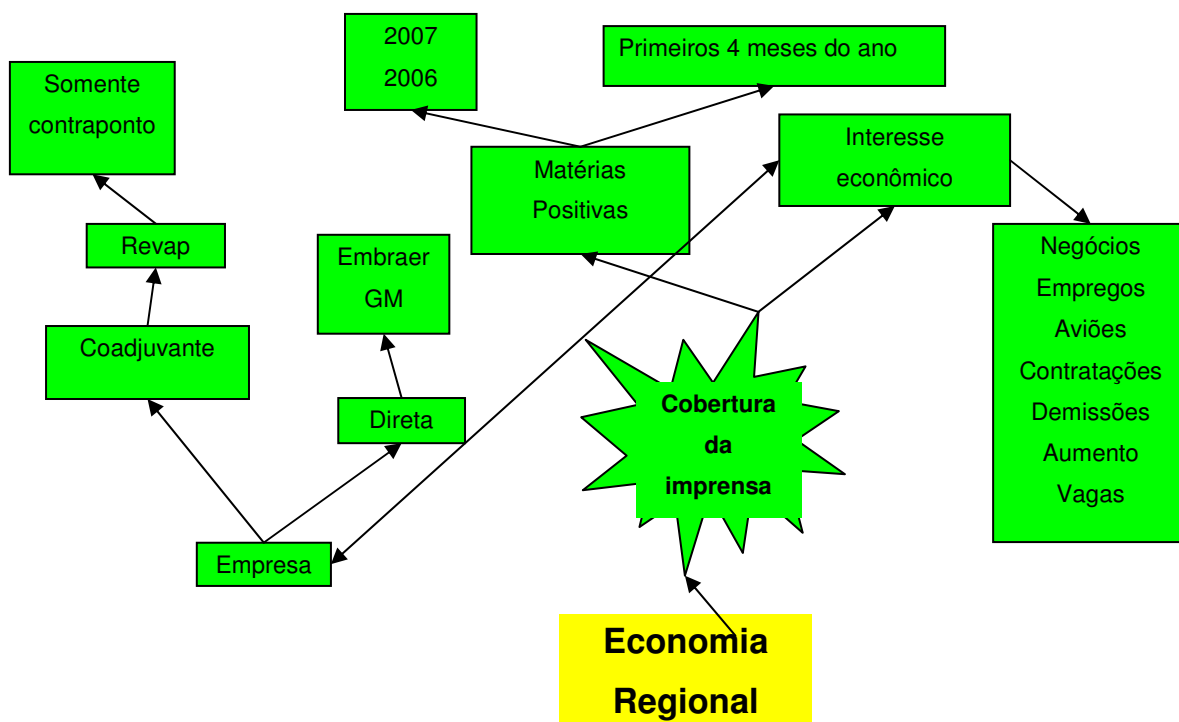 2007
2006
Primeiros 4 meses do ano
Somente
contraponto
Interesse
econômico
Matérias
Positivas
Revap
Embraer
GM
Negócios
Empregos
Aviões
Contratações
Demissões
Aumento
Vagas
Coadjuvante
Direta
Cobertura
da
imprensa
Empresa
Economia
Regional